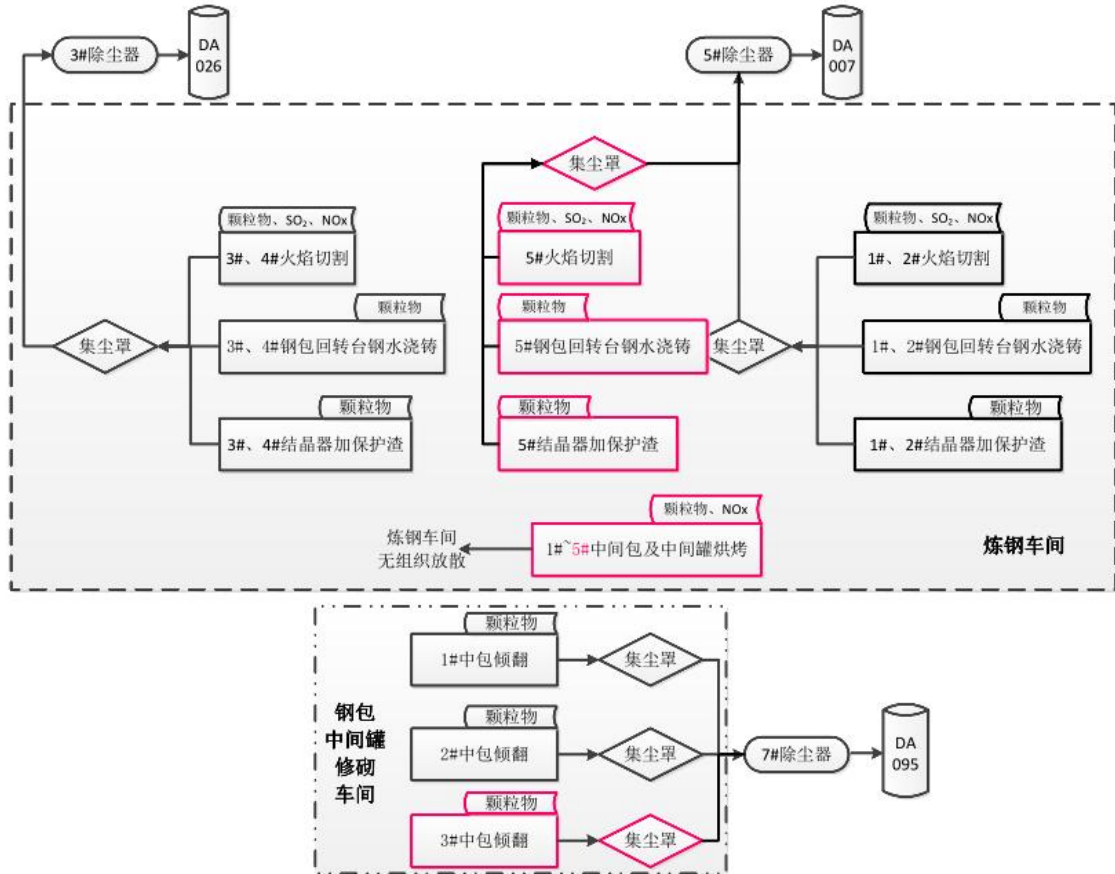 3#除尘器
DA
026
5#除尘器
DA
007
集尘罩
颗粒物、SO₂、NOx
3#、4#火焰切割
颗粒物、SO₂、NOx
5#火焰切割
颗粒物、SO₂、NOx
1#、2#火焰切割
集尘罩
颗粒物
3#、4#钢包回转台钢水浇铸
颗粒物
5#钢包回转台钢水浇铸
集尘罩
颗粒物
1#、2#钢包回转台钢水浇铸
颗粒物
3#、4#结晶器加保护渣
颗粒物
5#结晶器加保护渣
颗粒物
1#、2#结晶器加保护渣
炼钢车间
无组织放散
颗粒物、NOx
1#~5#中间包及中间罐烘烤
炼钢车间
钢包
中间罐
修砌
车间
颗粒物
1#中包倾翻
集尘罩
颗粒物
2#中包倾翻
集尘罩
颗粒物
3#中包倾翻
集尘罩
7#除尘器
DA
095